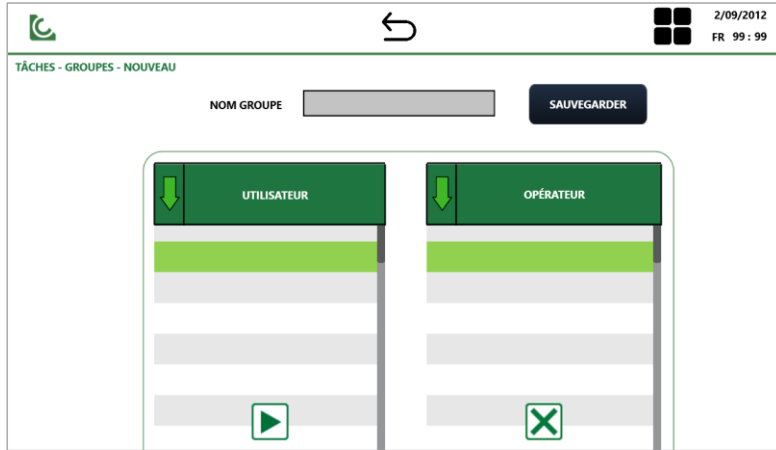 2/09/2012
FR 99 : 99
TÂCHES - GROUPES - NOUVEAU
NOM GROUPE
SAUVEGARDER
UTILISATEUR
OPÉRATEUR